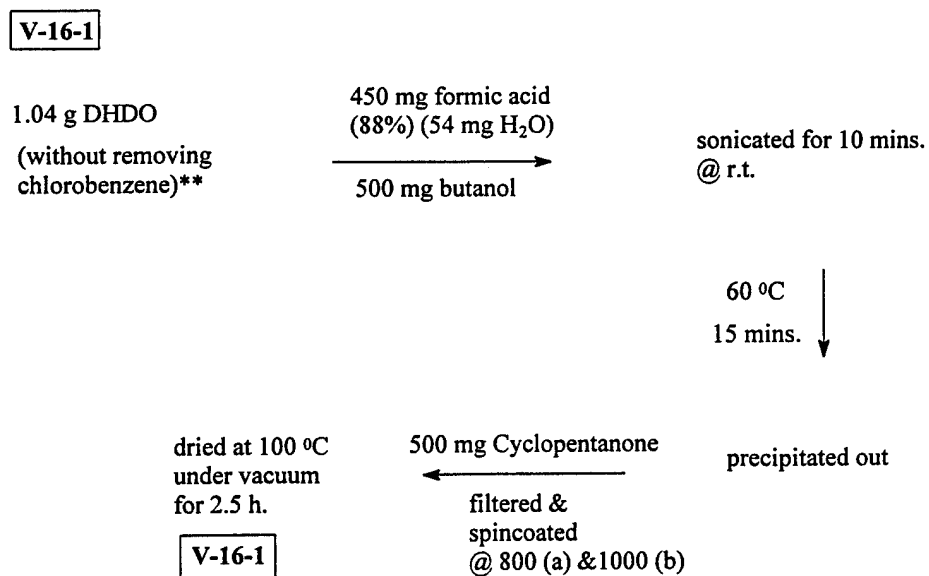 V-16-1
1.04 g DHDO
(without removing
chlorobenzene)**
450 mg formic acid
(88%) (54 mg H₂O)
500 mg butanol
sonicated for 10 mins.
@ r.t.
60 ⁰C
15 mins.
precipitated out
500 mg Cyclopentanone
filtered &
spincoated
@ 800 (a) &1000 (b)
dried at 100 ⁰C
under vacuum
for 2.5 h.
V-16-1